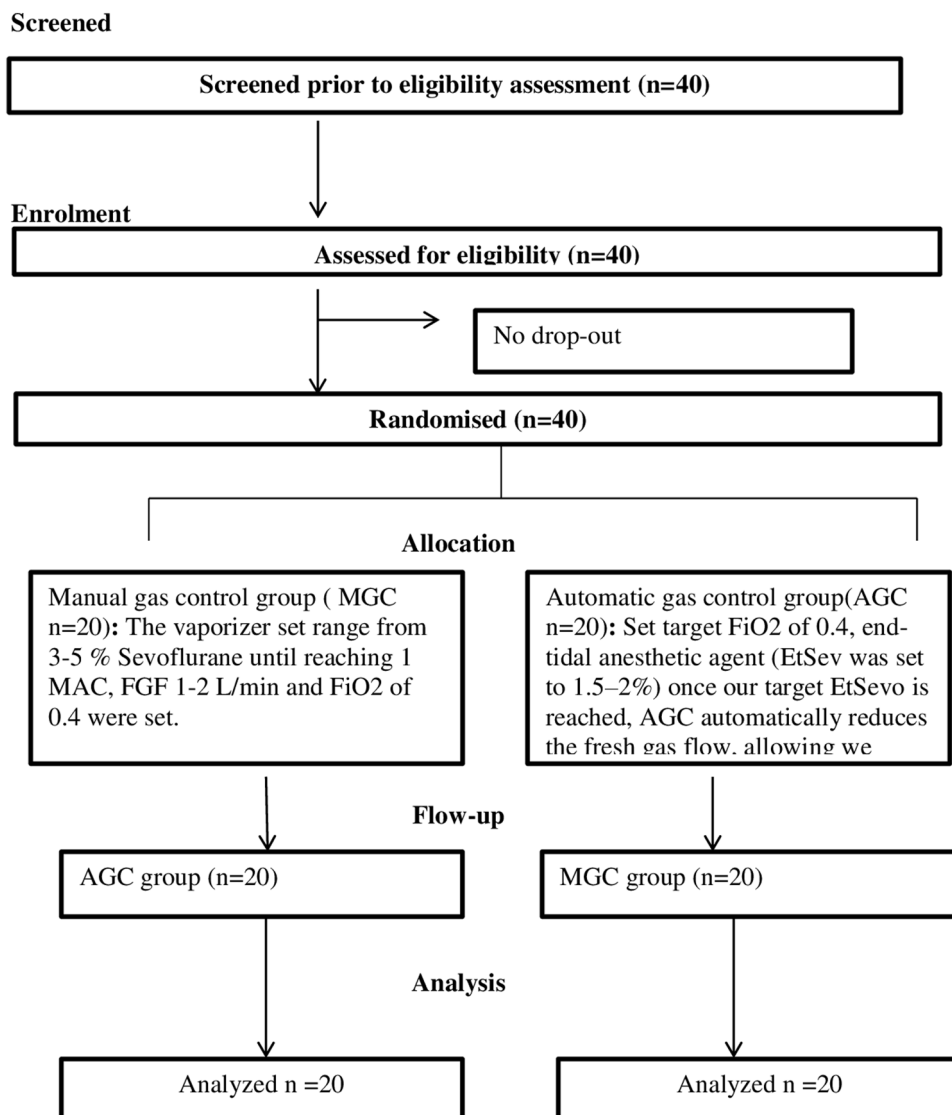 Screened
Screened prior to eligibility assessment (n=40)
Enrolment
Assessed for eligibility (n=40)
No drop-out
Randomised (n=40)
Allocation
Manual gas control group ( MGC
n=20): The vaporizer set range from
3-5 % Sevoflurane until reaching 1
MAC, FGF 1-2 L/min and FiO2 of
0.4 were set.
Automatic gas control group(AGC
n=20): Set target FiO2 of 0.4, end-
tidal anesthetic agent (EtSev was set
to 1.5–2%) once our target EtSevo is
reached, AGC automatically reduces
the fresh gas flow, allowing we
Flow-up
AGC group (n=20)
MGC group (n=20)
Analysis
Analyzed n =20
Analyzed n =20